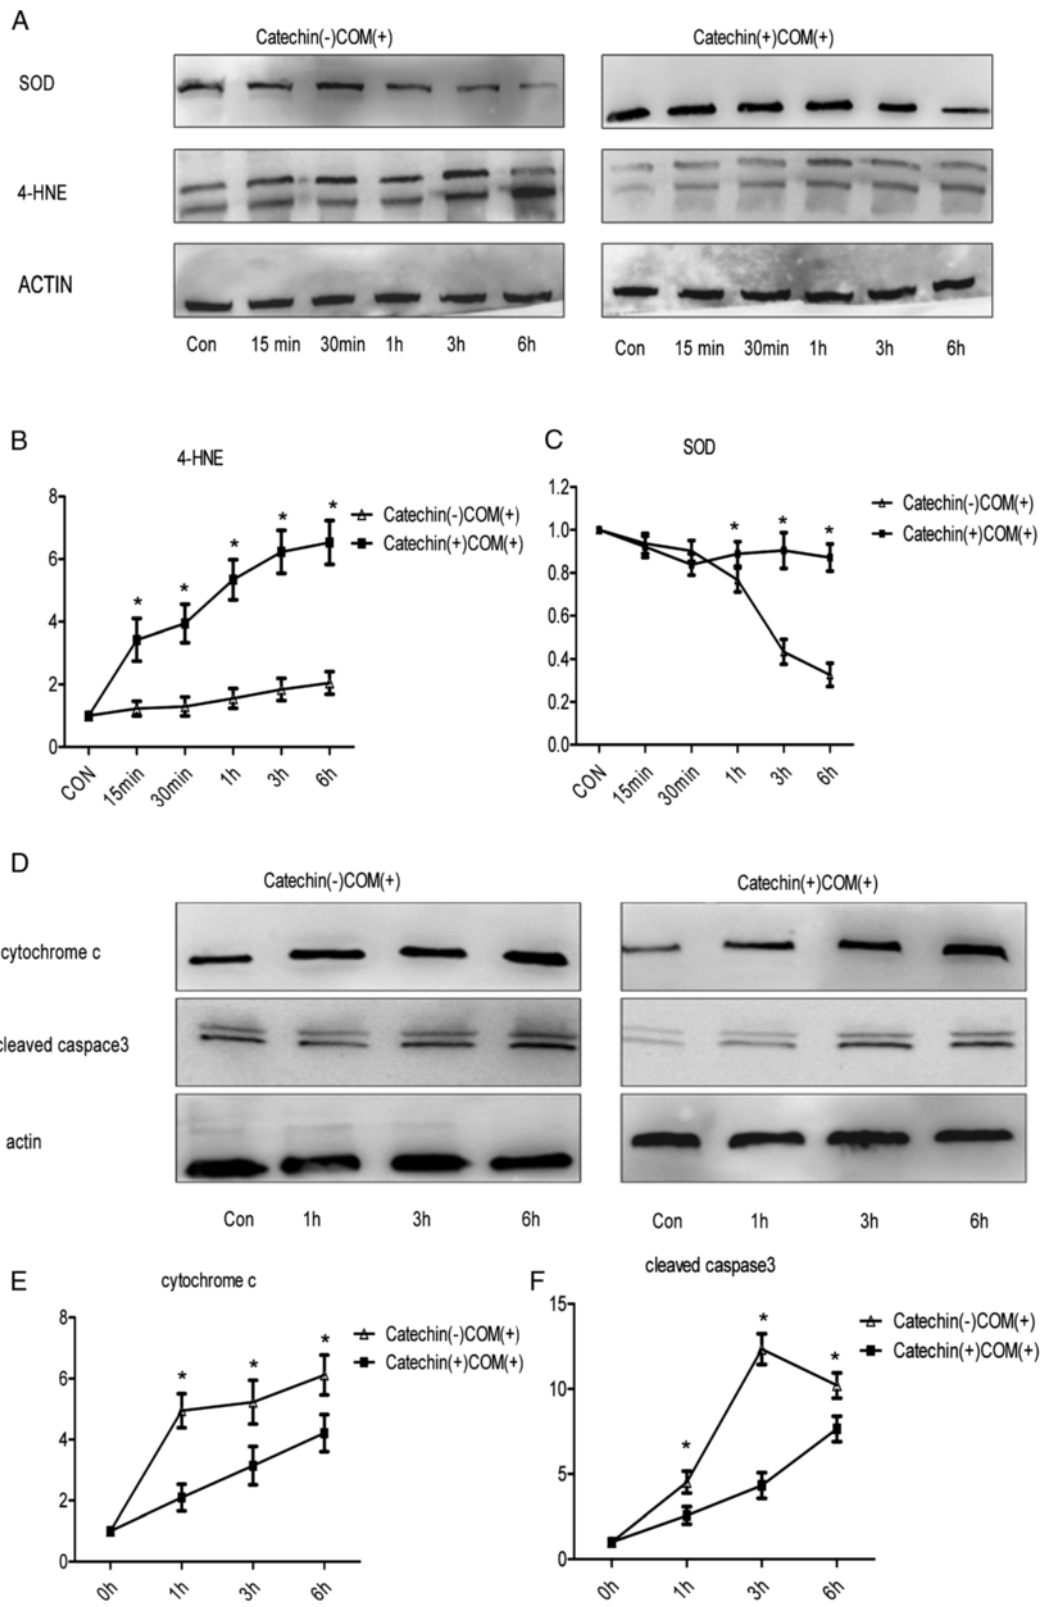 A
Catechin(-)COM(+)
Catechin(+)COM(+)
SOD
4-HNE
ACTIN
Con 15 min 30min 1h 3h 6h
Con 15 min 30min 1h 3h 6h
B
4-HNE
8
6
4
2
0
* * * * *
Catechin(-)COM(+)
Catechin(+)COM(+)
CON 15min 30min 1h 3h 6h
C
SOD
1.2
1.0
0.8
0.6
0.4
0.2
0.0
* * *
Catechin(-)COM(+)
Catechin(+)COM(+)
CON 15min 30min 1h 3h 6h
D
Catechin(-)COM(+)
Catechin(+)COM(+)
cytochrome c
cleaved caspace3
actin
Con 1h 3h 6h
Con 1h 3h 6h
E
cytochrome c
8
6
4
2
0
* * *
Catechin(-)COM(+)
Catechin(+)COM(+)
0h 1h 3h 6h
F
cleaved caspase3
15
10
5
0
* * *
Catechin(-)COM(+)
Catechin(+)COM(+)
0h 1h 3h 6h